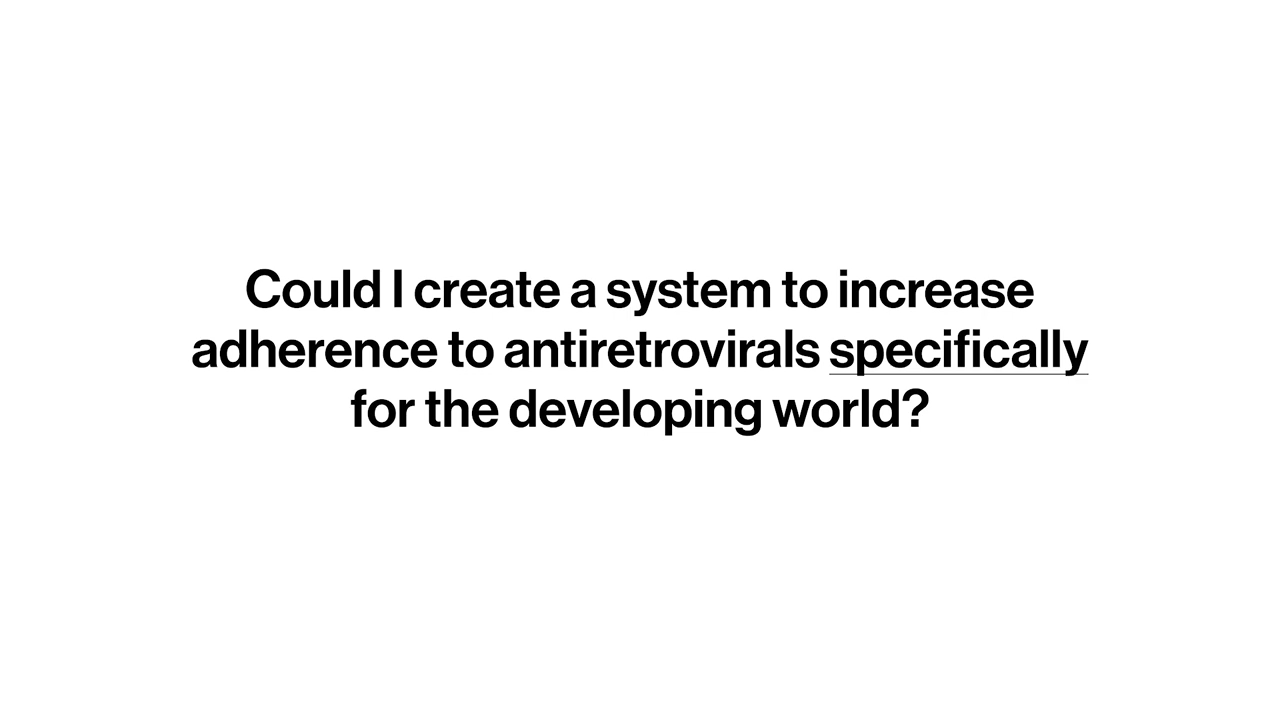 Could I create a system to increase
adherence to antiretrovirals specifically
for the developing world?